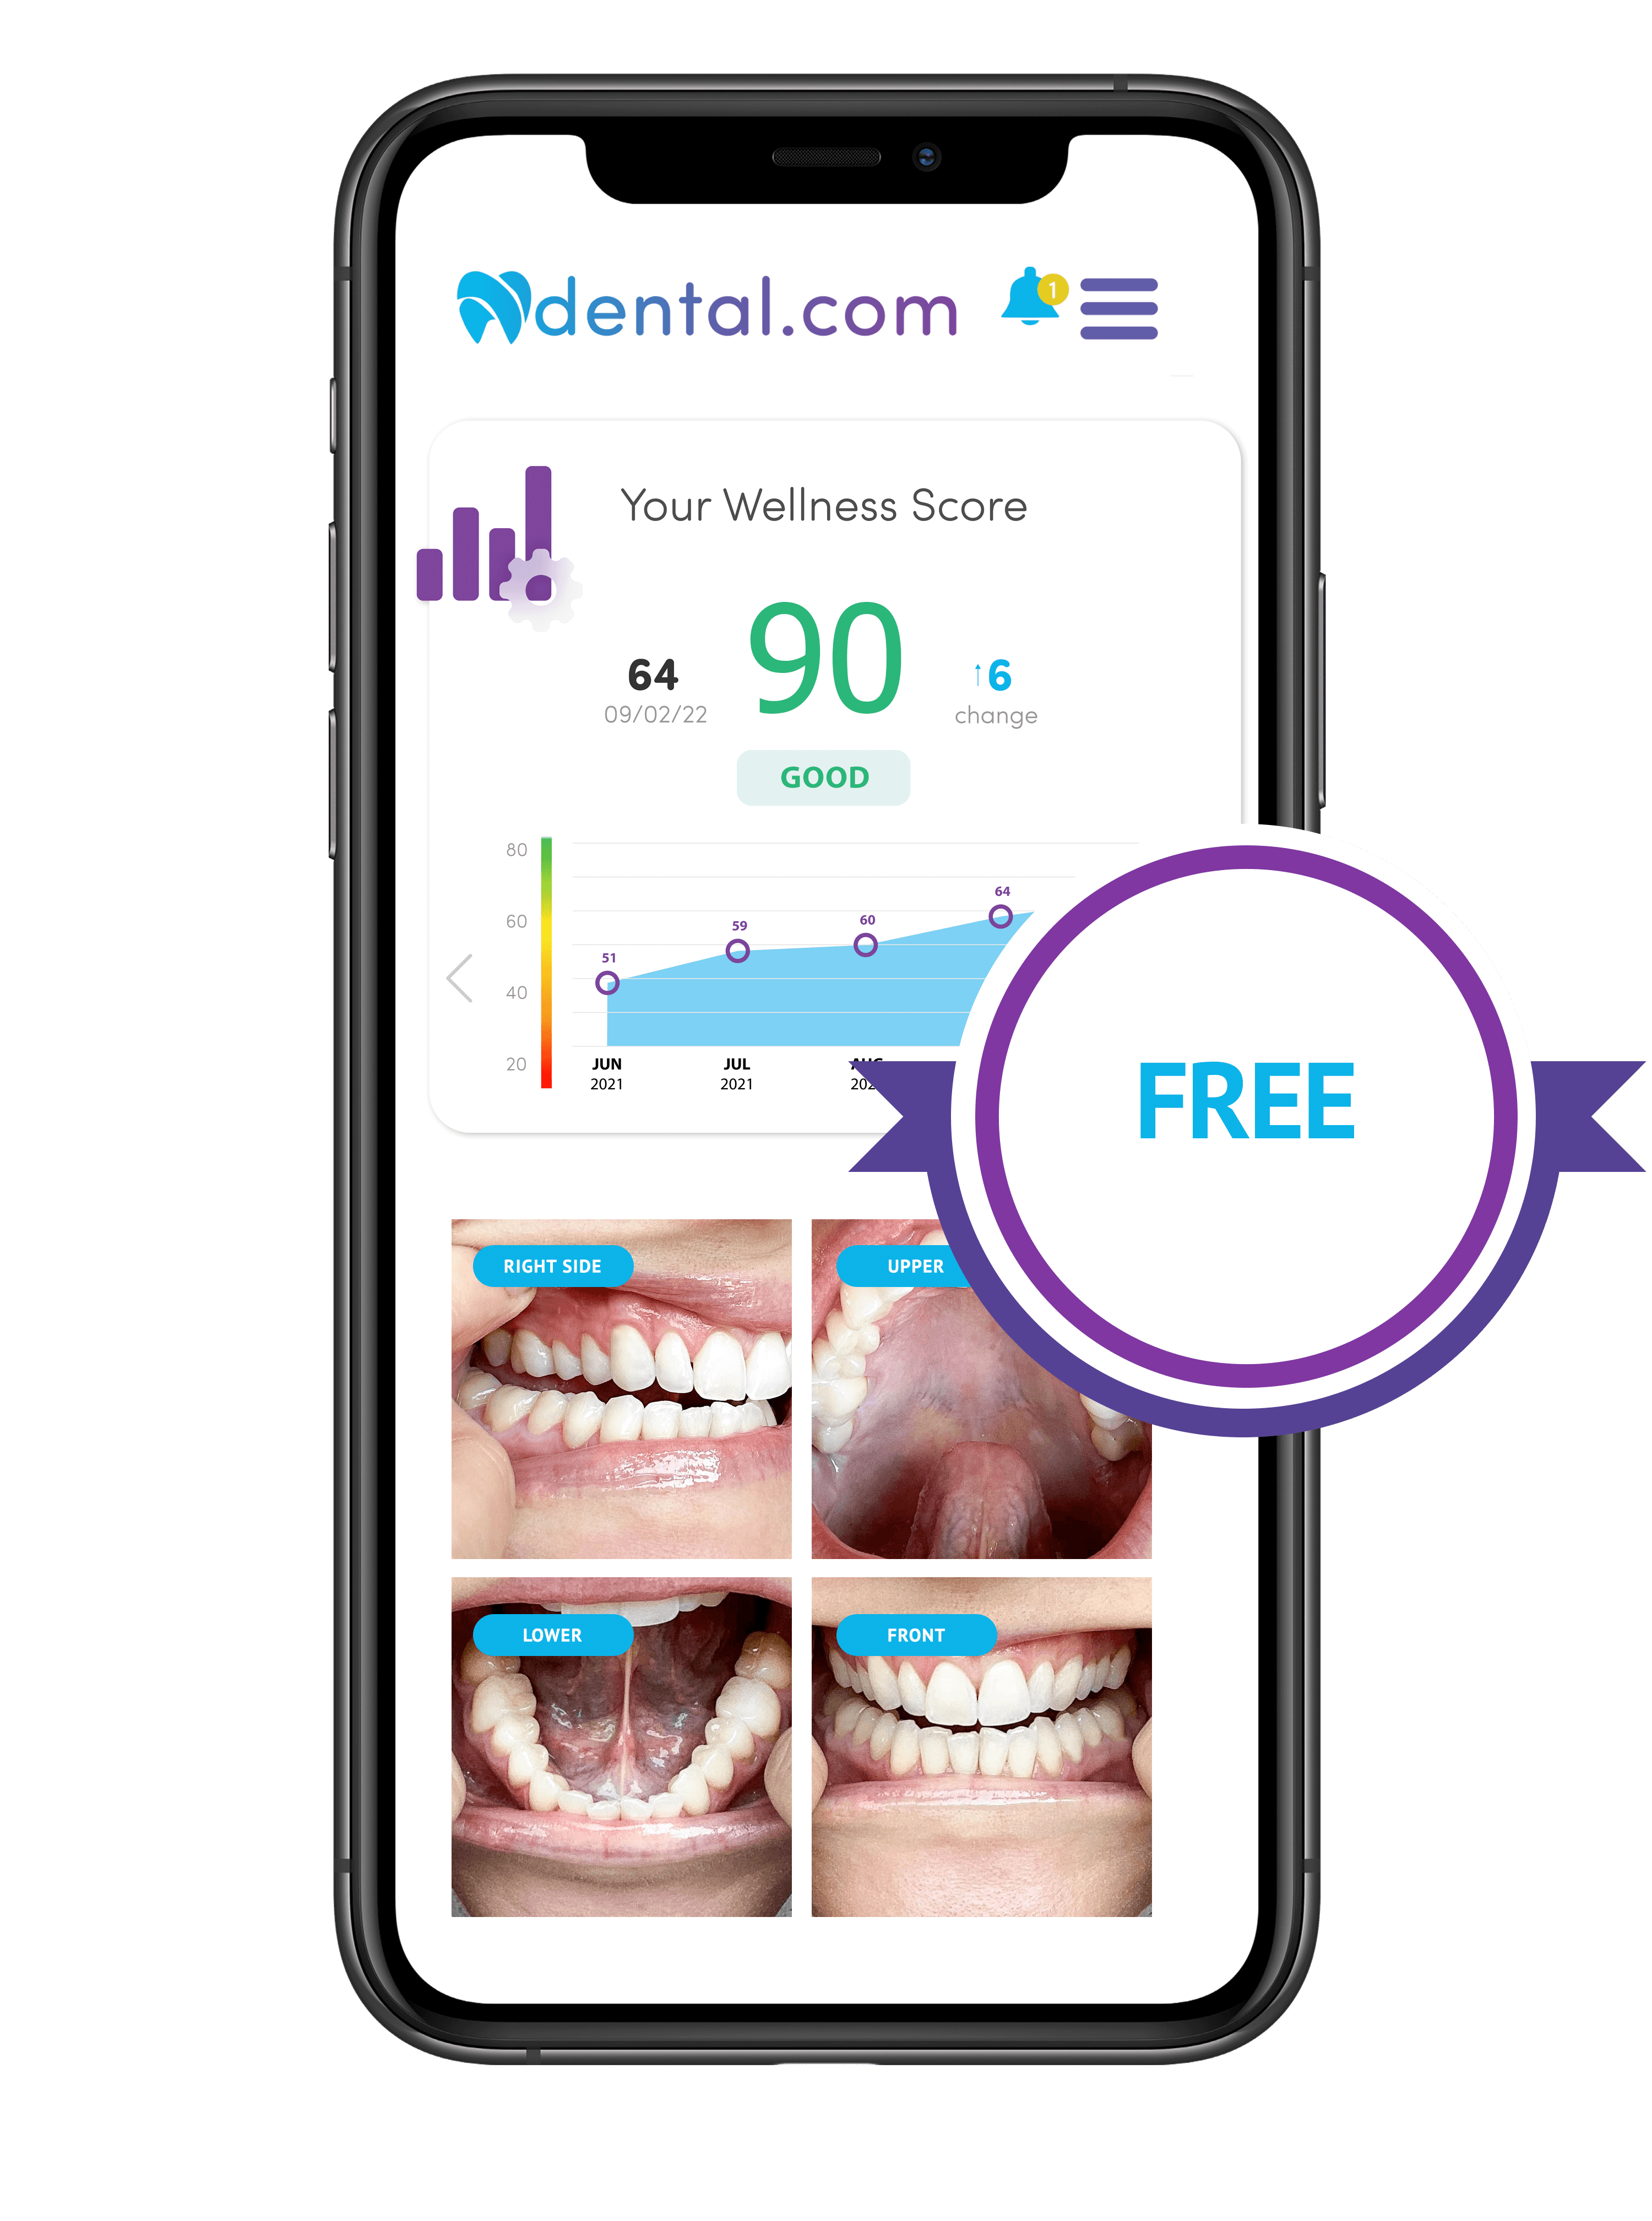 dental.com
1
Your Wellness Score
90
64
↑6
09/02/22
change
GOOD
80
60
40
20
51
59
60
64
JUN
JUL
2021
2021
FREE
RIGHT SIDE
UPPER
LOWER
FRONT